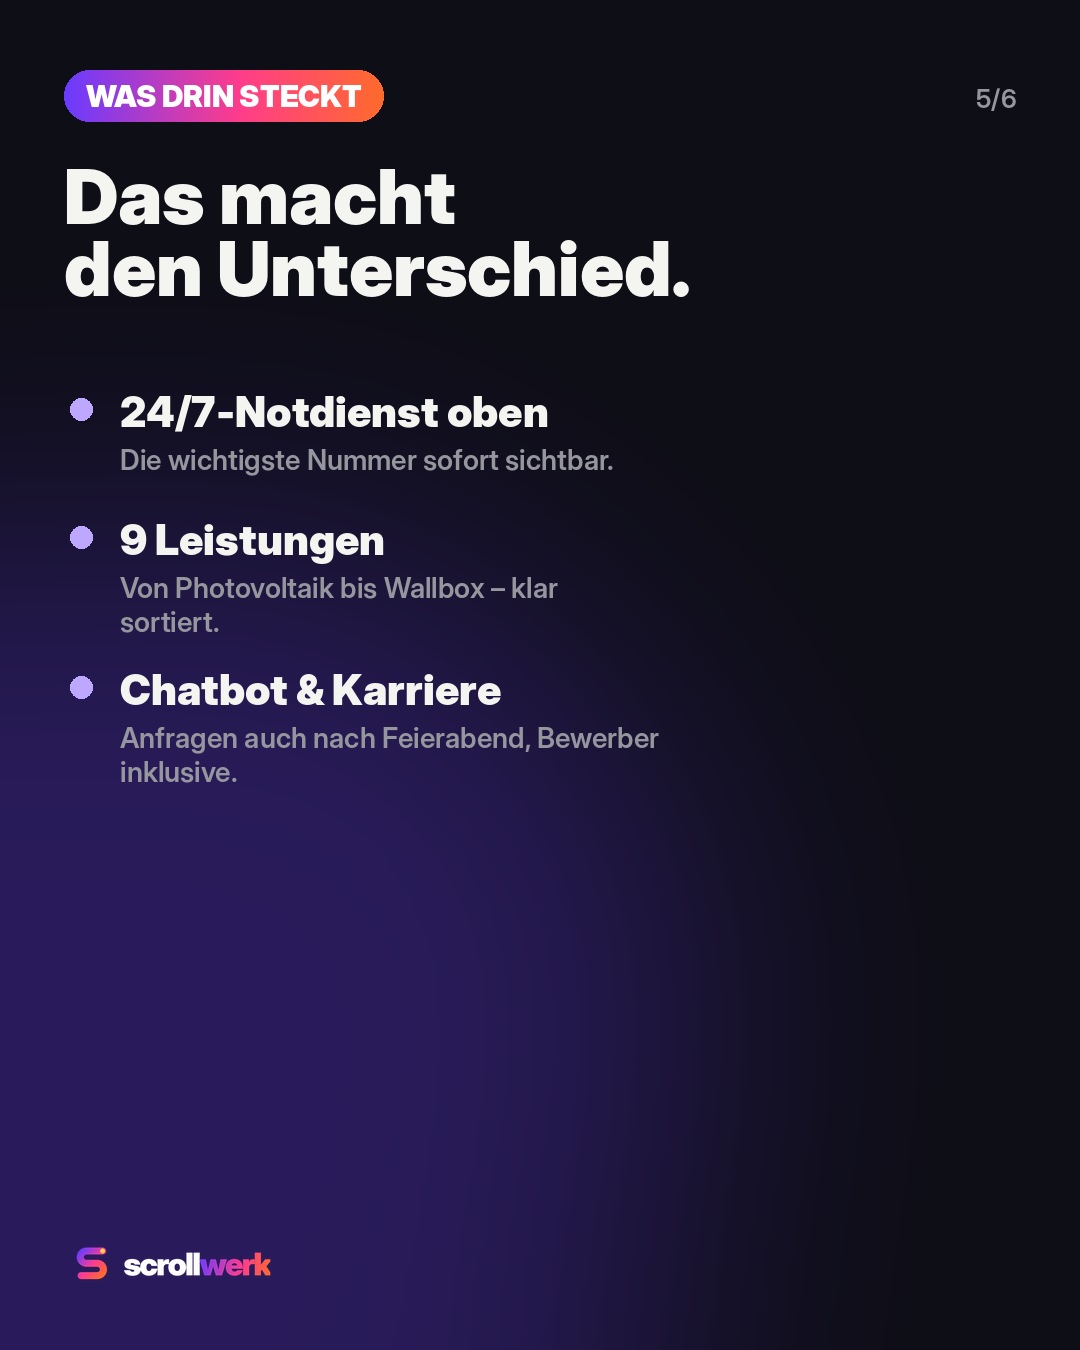 WAS DRIN STECKT
5/6
Das macht
den Unterschied.
24/7-Notdienst oben
Die wichtigste Nummer sofort sichtbar.
9 Leistungen
Von Photovoltaik bis Wallbox – klar
sortiert.
Chatbot & Karriere
Anfragen auch nach Feierabend, Bewerber
inklusive.
scrollwerk